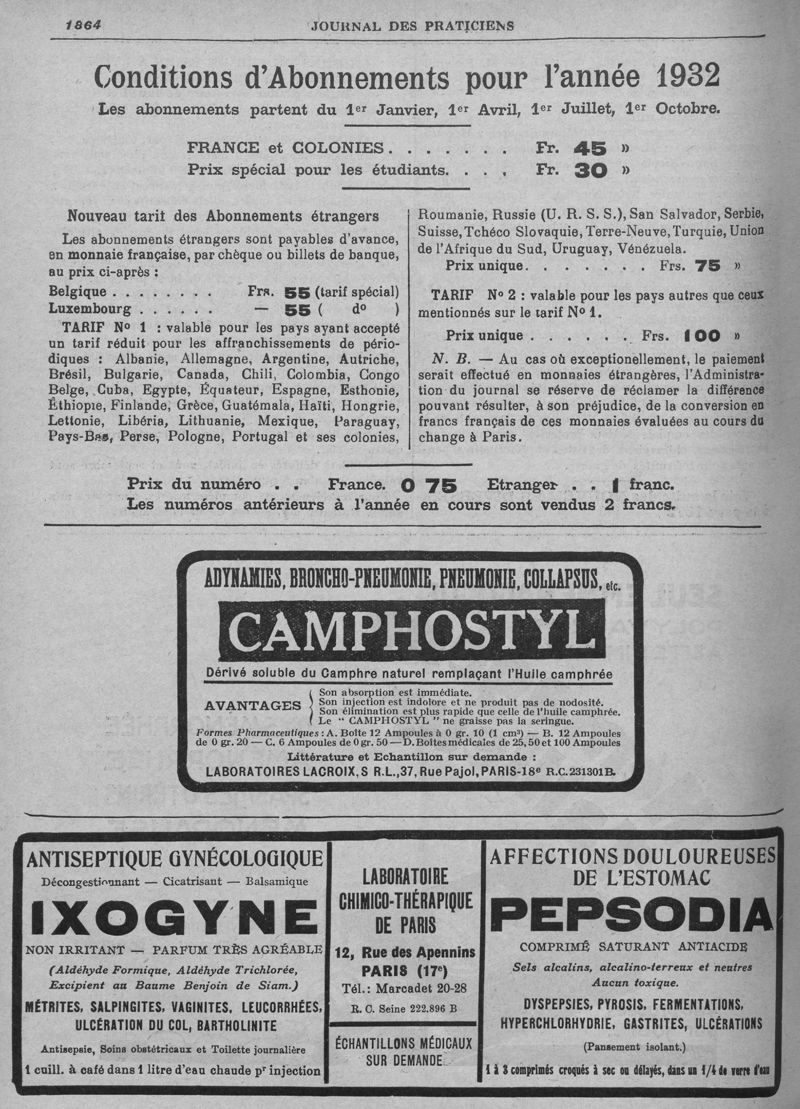 1864
JOURNAL DES PRATICIENS
Conditions d'Abonnements pour l'année 1932
Les abonnements partent du 1er Janvier, 1er Avril, 1er Juillet, 1er Octobre.
FRANCE et COLONIES. . . . . . . Fr. 45 »
Prix spécial pour les étudiants. . . . Fr. 30 »
Nouveau tarit des Abonnements étrangers
Les abonnements étrangers sont payables d'avance,
en monnaie française, par chèque ou billets de banque,
au prix ci-après :
Belgique . . . . . . . . Frs. 55 (tarif spécial)
Luxembourg . . . . . . — 55 ( do )
TARIF No 1 : valable pour les pays ayant accepté
un tarif réduit pour les affranchissements de pério-
diques : Albanie, Allemagne, Argentine, Autriche,
Brésil, Bulgarie, Canada, Chili, Colombia, Congo
Belge, Cuba, Egypte, Équateur, Espagne, Esthonie,
Éthiopie, Finlande, Grèce, Guatémala, Haïti, Hongrie,
Lettonie, Libéria, Lithuanie, Mexique, Paraguay,
Pays-Bas, Perse, Pologne, Portugal et ses colonies,
Roumanie, Russie (U. R. S. S.), San Salvador, Serbie,
Suisse, Tchéco Slovaquie, Terre-Neuve, Turquie, Union
de l'Afrique du Sud, Uruguay, Vénézuela.
Prix unique. . . . . . . Frs. 75 »
TARIF No 2 : valable pour les pays autres que ceux
mentionnés sur le tarif No 1.
Prix unique . . . . . . Frs. 100 »
N. B. — Au cas où exceptionellement, le paiement
serait effectué en monnaies étrangères, l'Administra-
tion du journal se réserve de réclamer la différence
pouvant résulter, à son préjudice, de la conversion en
francs français de ces monnaies évaluées au cours du
change à Paris.
Prix du numéro . . France. 0 75 Etranger . . 1 franc.
Les numéros antérieurs à l'année en cours sont vendus 2 francs.
ADYNAMIES, BRONCHO-PNEUMONIE, PNEUMONIE, COLLAPSUS, etc.
CAMPHOSTYL
Dérivé soluble du Camphre naturel remplaçant l'Huile camphrée
AVANTAGES
Son absorption est immédiate.
Son injection est indolore et ne produit pas de nodosité.
Son élimination est plus rapide que celle de l'huile camphrée.
Le " CAMPHOSTYL " ne graisse pas la seringue.
Formes Pharmaceutiques : A. Boîte 12 Ampoules à 0 gr. 10 (1 cm3) — B. 12 Ampoules
de 0 gr. 20 — C. 6 Ampoules de 0 gr. 50 — D. Boites médicales de 25, 50 et 100 Ampoules
Littérature et Echantillon sur demande :
LABORATOIRES LACROIX, S R.L., 37, Rue Pajol, PARIS-18e R.C. 231301 B.
ANTISEPTIQUE GYNÉCOLOGIQUE
Décongestionnant — Cicatrisant — Balsamique
IXOGYNE
NON IRRITANT — PARFUM TRÈS AGRÉABLE
(Aldéhyde Formique, Aldéhyde Trichlorée,
Excipient au Baume Benjoin de Siam.)
MÉTRITES, SALPINGITES, VAGINITES, LEUCORRHÉES,
ULCÉRATION DU COL, BARTHOLINITE
Antisepsie, Soins obstétricaux et Toilette journalière
1 cuill. à café dans 1 litre d'eau chaude pr injection
LABORATOIRE
CHIMICO-THÉRAPIQUE
DE PARIS
12, Rue des Apennins
PARIS (17e)
Tél. : Marcadet 20-28
R. C. Seine 222.896 B
ÉCHANTILLONS MÉDICAUX
SUR DEMANDE
AFFECTIONS DOULOUREUSES
DE L'ESTOMAC
PEPSODIA
COMPRIMÉ SATURANT ANTIACIDE
Sels alcalins, alcalino-terreux et neutres
Aucun toxique.
DYSPEPSIES, PYROSIS, FERMENTATIONS,
HYPERCHLORHYDRIE, GASTRITES, ULCÉRATIONS
(Pansement isolant.)
1 à 3 comprimés croqués à sec ou délayés, dans un 1/4 de verre d'eau